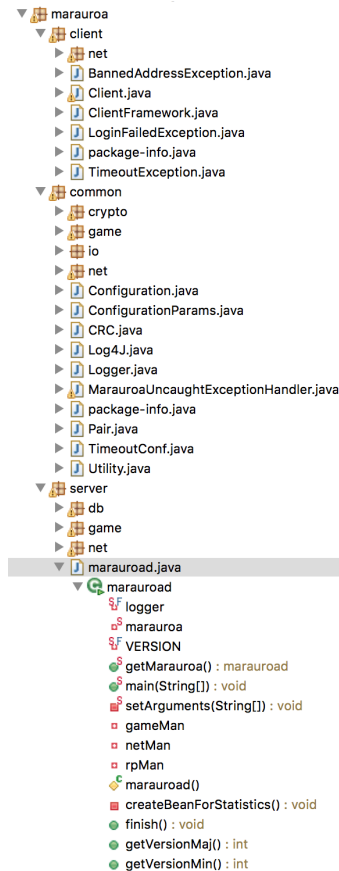 marauroa
client
net
BannedAddressException.java
Client.java
ClientFramework.java
LoginFailedException.java
package-info.java
TimeoutException.java
common
crypto
game
io
net
Configuration.java
ConfigurationParams.java
CRC.java
Log4J.java
Logger.java
MarauroaUncaughtExceptionHandler.java
package-info.java
Pair.java
TimeoutConf.java
Utility.java
server
db
game
net
marauroad.java
marauroad
logger
marauroa
VERSION
getMarauroa() : marauroad
main(String[]) : void
setArguments(String[]) : void
gameMan
netMan
rpMan
marauroad()
createBeanForStatistics() : void
finish() : void
getVersionMaj() : int
getVersionMin() : int